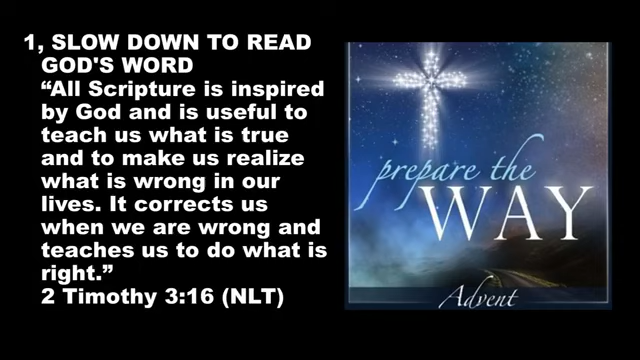 1, SLOW DOWN TO READ
GOD'S WORD
“All Scripture is inspired
by God and is useful to
teach us what is true
and to make us realize
what is wrong in our
lives. It corrects us
when we are wrong and
teaches us to do what is
right.”
2 Timothy 3:16 (NLT)
prepare the
WAY
Advent